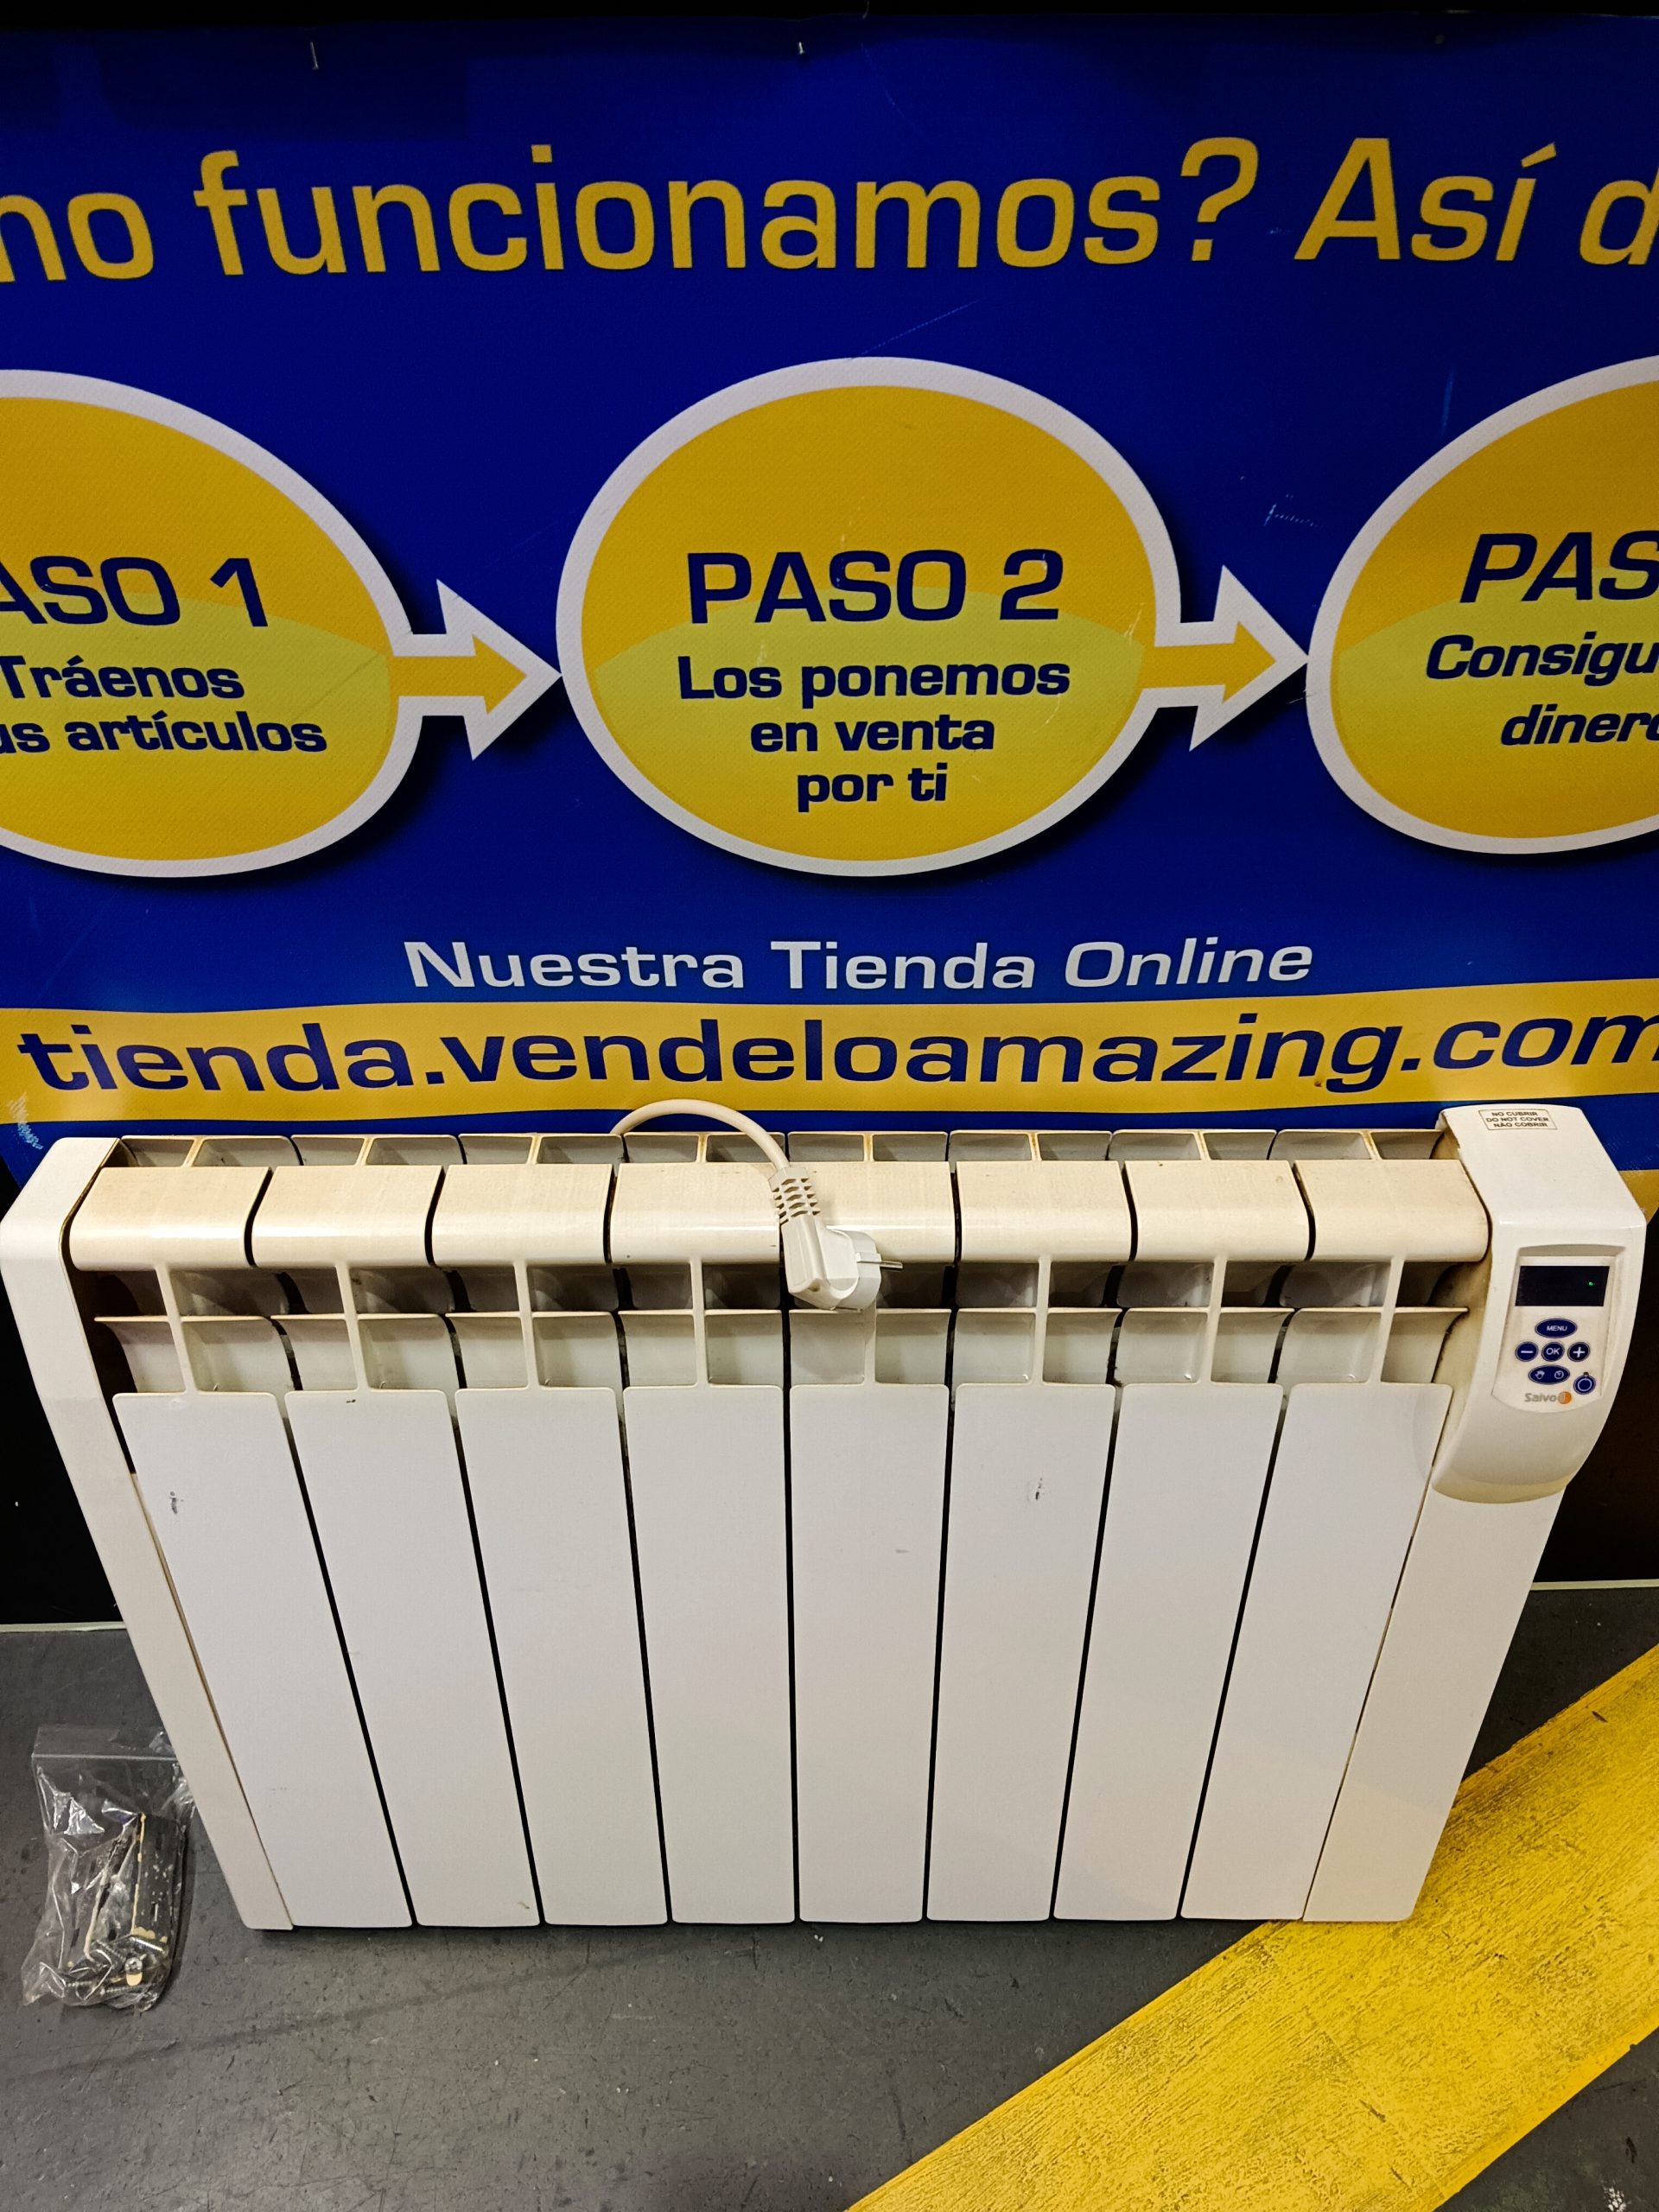 no funcionamos? Así d
ASO 1
Tráenos
us artículos
PASO 2
Los ponemos
en venta
por ti
PAS
Consigu
dinero
Nuestra Tienda Online
tienda.vendeloamazing.com
NO CUBRIR
DO NOT COVER
NÃO COBRIR
MENU
− OK +
Salvo